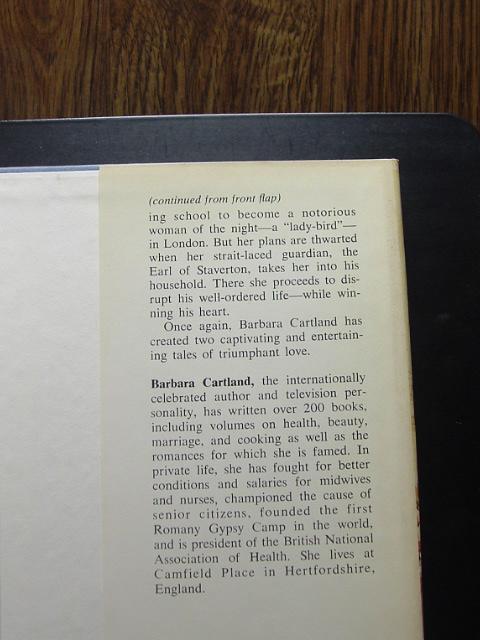 (continued from front flap)
ing school to become a notorious
woman of the night—a "lady-bird"—
in London. But her plans are thwarted
when her strait-laced guardian, the
Earl of Staverton, takes her into his
household. There she proceeds to dis-
rupt his well-ordered life—while win-
ning his heart.
Once again, Barbara Cartland has
created two captivating and entertain-
ing tales of triumphant love.
Barbara Cartland, the internationally
celebrated author and television per-
sonality, has written over 200 books,
including volumes on health, beauty,
marriage, and cooking as well as the
romances for which she is famed. In
private life, she has fought for better
conditions and salaries for midwives
and nurses, championed the cause of
senior citizens, founded the first
Romany Gypsy Camp in the world,
and is president of the British National
Association of Health. She lives at
Camfield Place in Hertfordshire,
England.